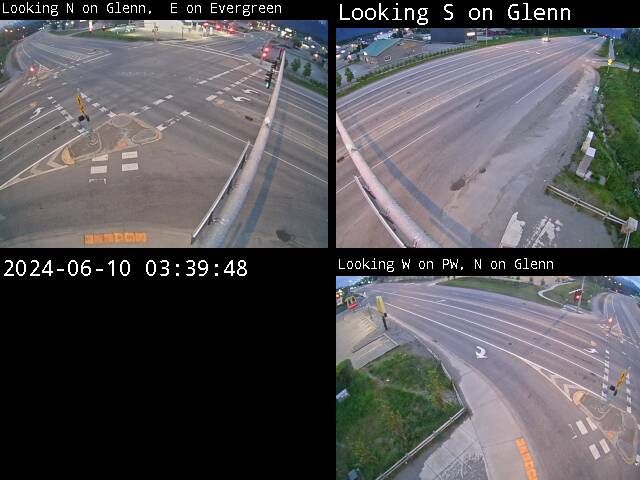 Looking N on Glenn,  E on Evergreen
Looking S on Glenn
2024-06-10 03:39:48
Looking W on PW, N on Glenn